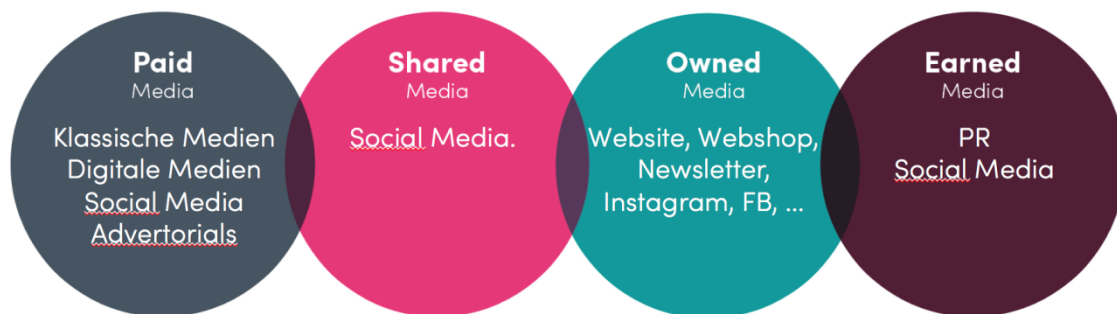 Paid
Media
Klassische Medien
Digitale Medien
Social Media
Advertorials
Shared
Media
Social Media.
Owned
Media
Website, Webshop,
Newsletter,
Instagram, FB, ...
Earned
Media
PR
Social Media